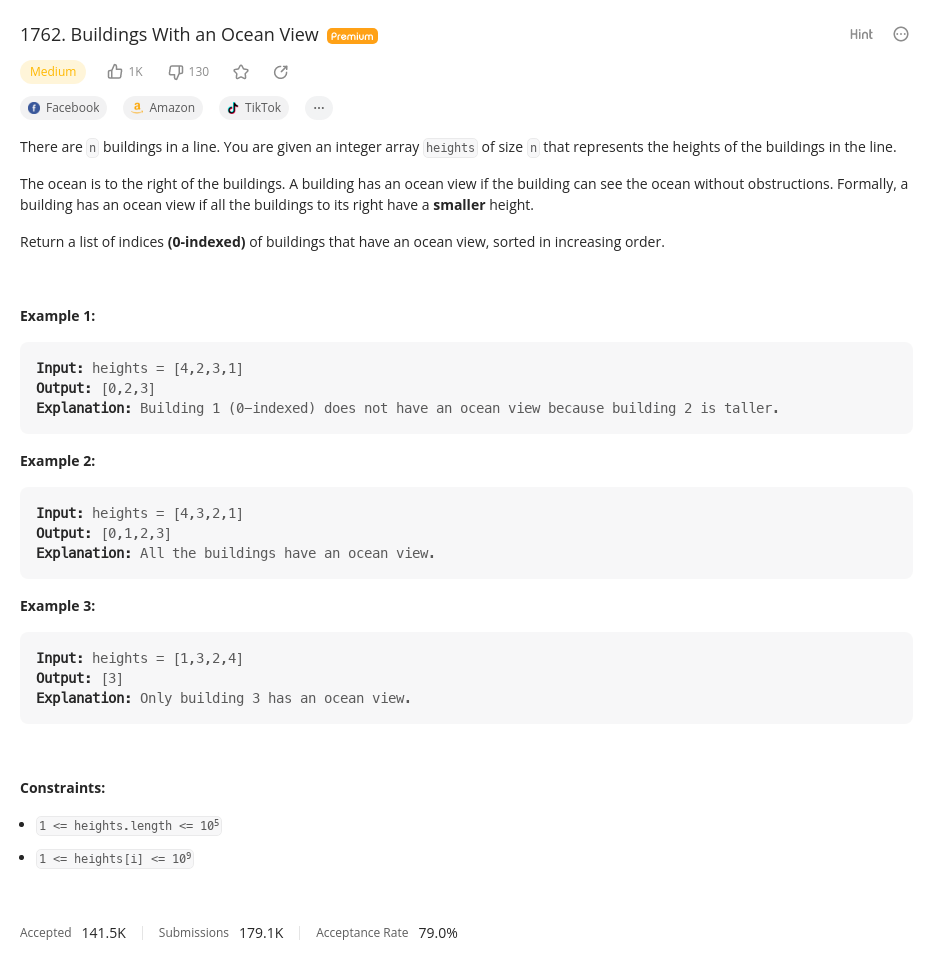 1762. Buildings With an Ocean View Premium Hint
Medium 1K 130
Facebook Amazon TikTok ...
There are n buildings in a line. You are given an integer array heights of size n that represents the heights of the buildings in the line.
The ocean is to the right of the buildings. A building has an ocean view if the building can see the ocean without obstructions. Formally, a
building has an ocean view if all the buildings to its right have a smaller height.
Return a list of indices (0-indexed) of buildings that have an ocean view, sorted in increasing order.
Example 1:
Input: heights = [4,2,3,1]
Output: [0,2,3]
Explanation: Building 1 (0-indexed) does not have an ocean view because building 2 is taller.
Example 2:
Input: heights = [4,3,2,1]
Output: [0,1,2,3]
Explanation: All the buildings have an ocean view.
Example 3:
Input: heights = [1,3,2,4]
Output: [3]
Explanation: Only building 3 has an ocean view.
Constraints:
• 1 <= heights.length <= 10⁵
• 1 <= heights[i] <= 10⁹
Accepted 141.5K Submissions 179.1K Acceptance Rate 79.0%